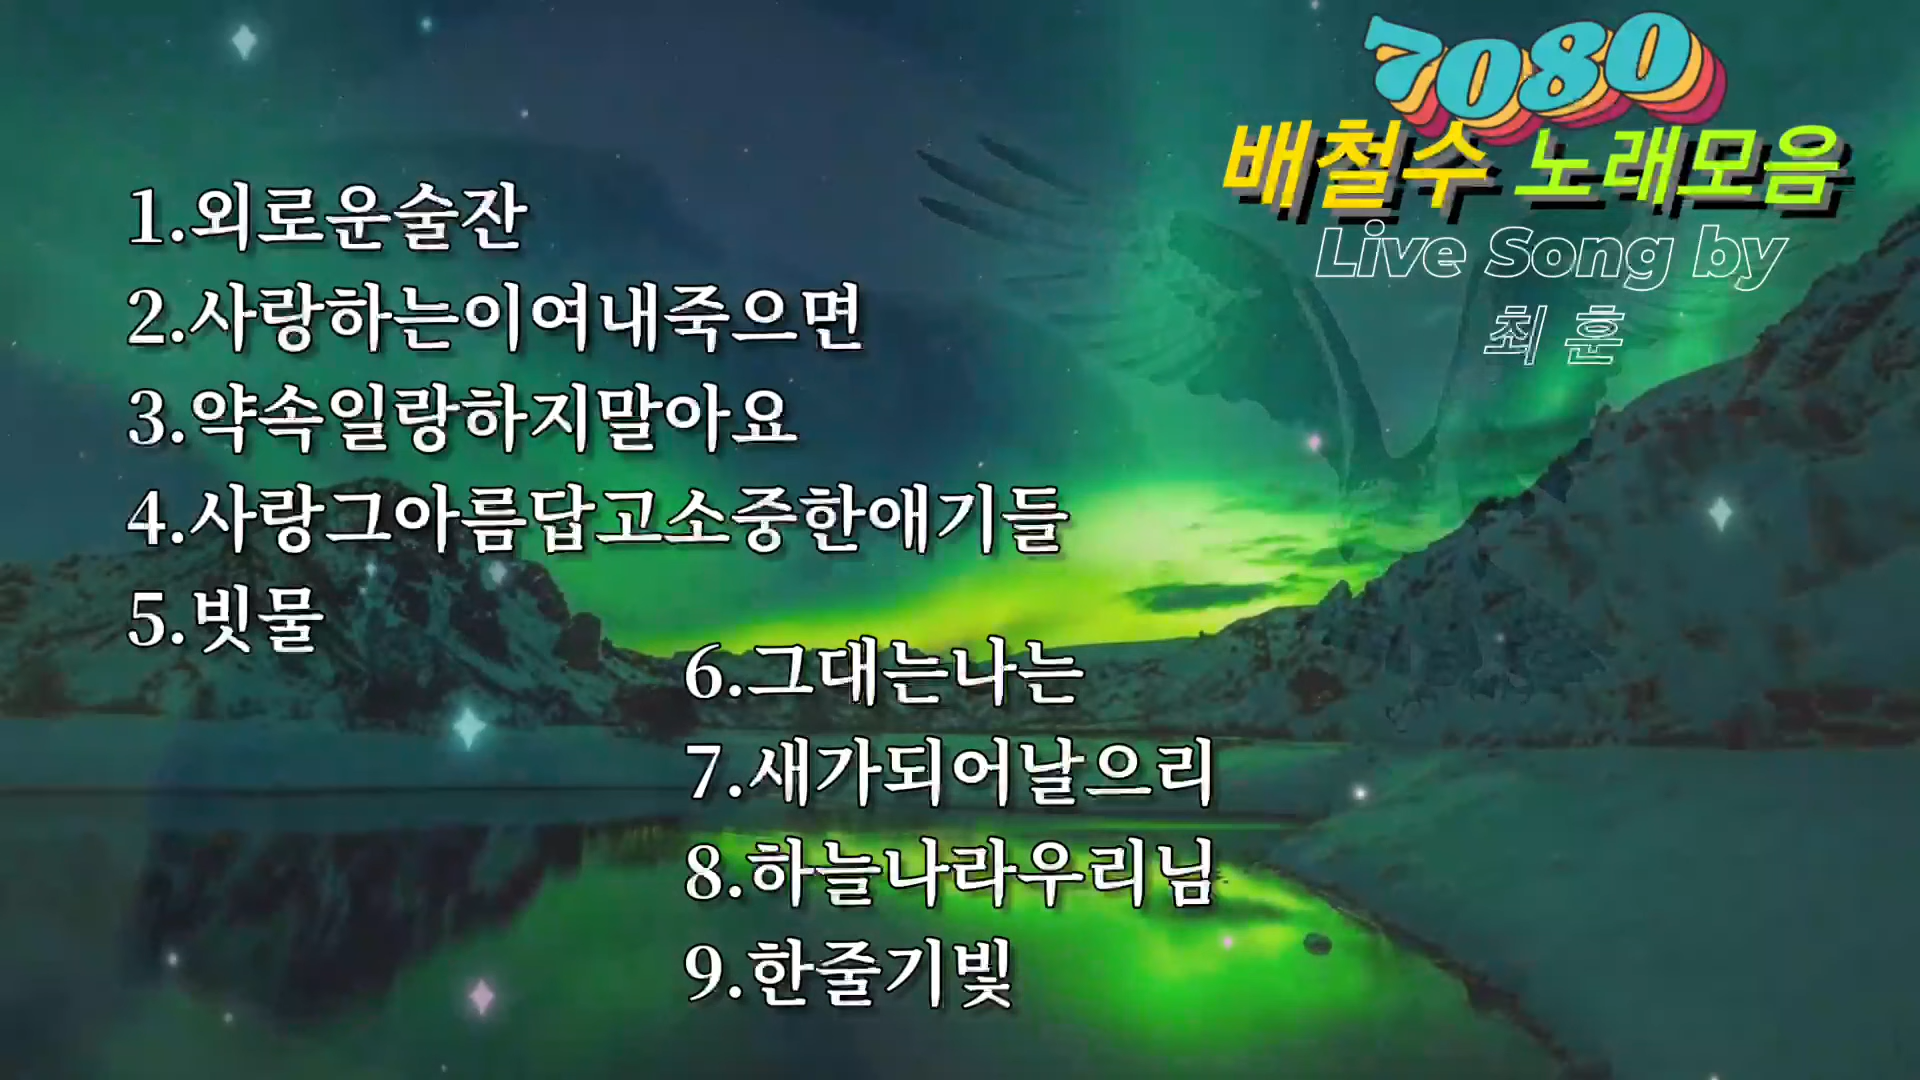 7080
배철수 노래모음
Live Song by
최 훈
1.외로운술잔
2.사랑하는이여내죽으면
3.약속일랑하지말아요
4.사랑그아름답고소중한얘기들
5.빗물
6.그대는나는
7.새가되어날으리
8.하늘나라우리님
9.한줄기빛